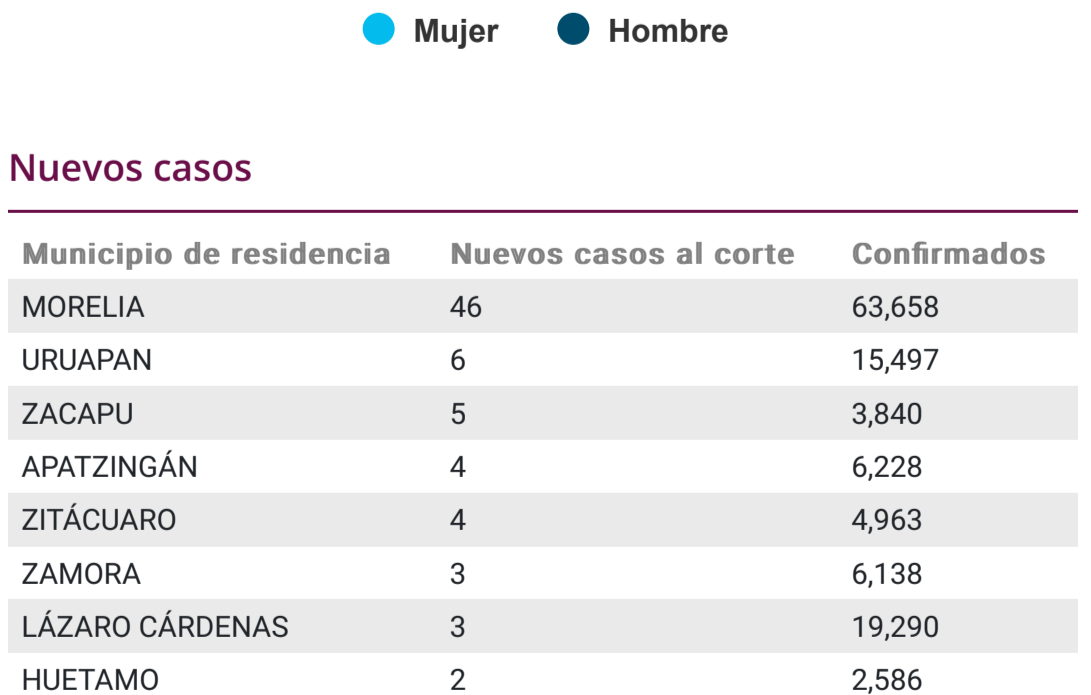 Mujer Hombre
Nuevos casos
Municipio de residencia Nuevos casos al corte Confirmados
MORELIA 46 63,658
URUAPAN 6 15,497
ZACAPU 5 3,840
APATZINGÁN 4 6,228
ZITÁCUARO 4 4,963
ZAMORA 3 6,138
LÁZARO CÁRDENAS 3 19,290
HUETAMO 2 2,586